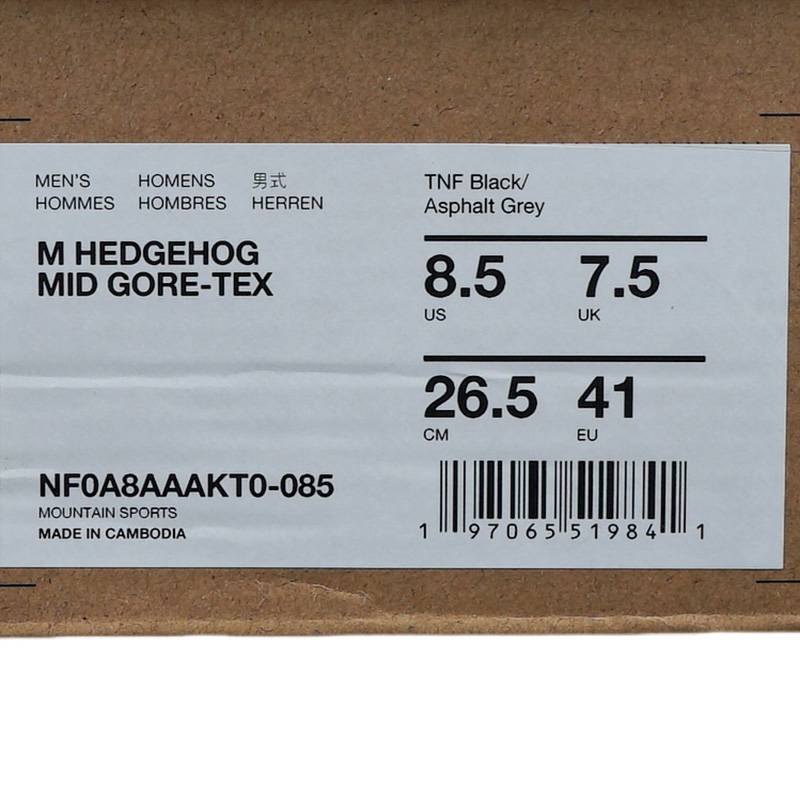 MEN'S HOMENS 男式
HOMMES HOMBRES HERREN
M HEDGEHOG
MID GORE-TEX
NF0A8AAAKT0-085
MOUNTAIN SPORTS
MADE IN CAMBODIA
TNF Black/
Asphalt Grey
8.5 7.5
US UK
26.5 41
CM EU
1 97065 51984 1